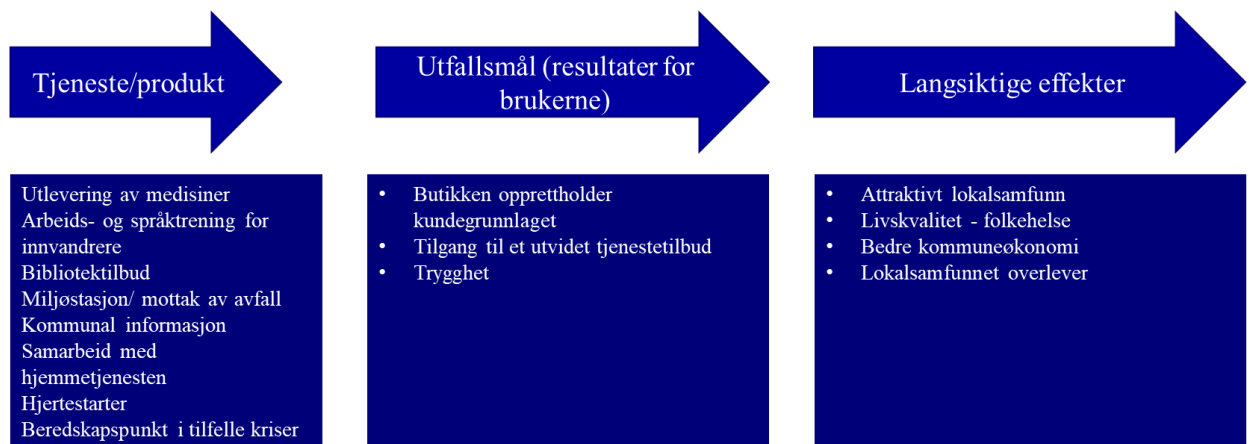 Tjeneste/produkt
Utfallsmål (resultater for
brukerne)
Langsiktige effekter
Utlevering av medisiner
Arbeids- og språktrening for
innvandrere
Bibliotektilbud
Miljøstasjon/ mottak av avfall
Kommunal informasjon
Samarbeid med
hjemmetjenesten
Hjertestarter
Beredskapspunkt i tilfelle kriser
• Butikken opprettholder
kundegrunnlaget
• Tilgang til et utvidet tjenestetilbud
• Trygghet
• Attraktivt lokalsamfunn
• Livskvalitet - folkehelse
• Bedre kommuneøkonomi
• Lokalsamfunnet overlever